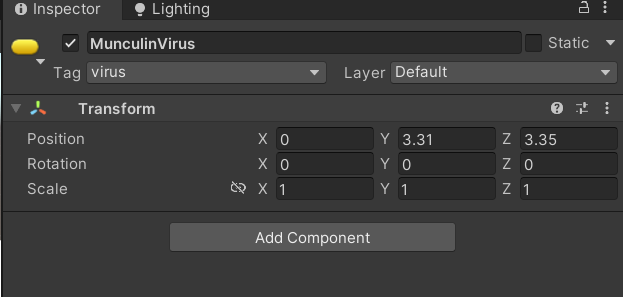 Inspector Lighting
MunculinVirus Static
Tag virus Layer Default
Transform
Position X 0 Y 3.31 Z 3.35
Rotation X 0 Y 0 Z 0
Scale X 1 Y 1 Z 1
Add Component